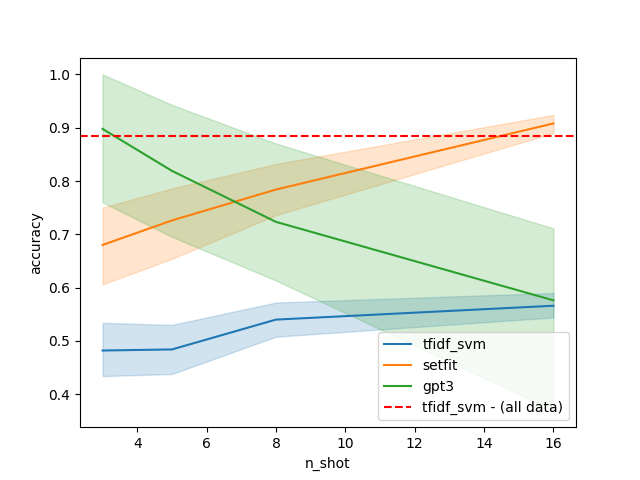 1.0
0.9
0.8
0.7
0.6
0.5
0.4
accuracy
tfidf_svm
setfit
gpt3
tfidf_svm - (all data)
4 6 8 10 12 14 16
n_shot